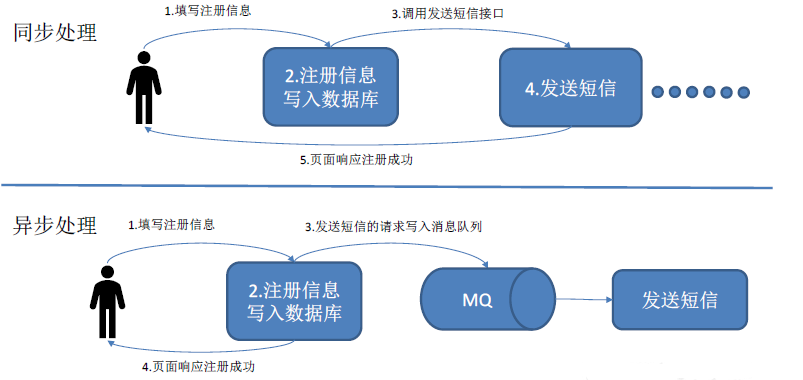 同步处理
1.填写注册信息
3.调用发送短信接口
2.注册信息
写入数据库
4.发送短信
5.页面响应注册成功
异步处理
1.填写注册信息
3.发送短信的请求写入消息队列
2.注册信息
写入数据库
MQ
发送短信
4.页面响应注册成功